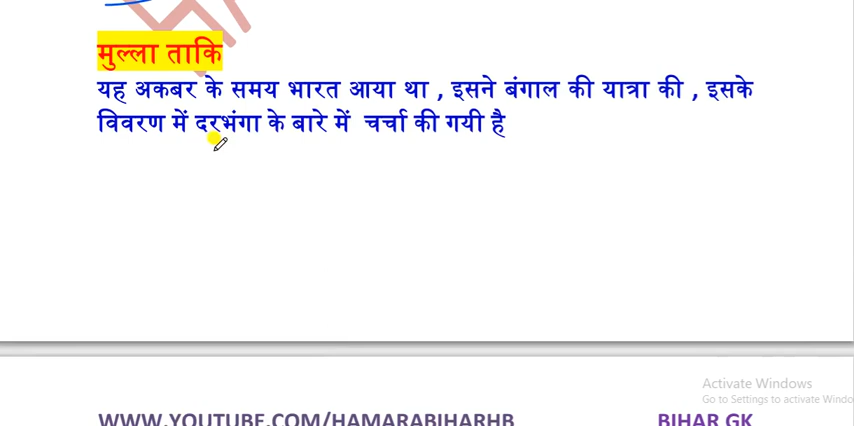 मुल्ला ताकि
यह अकबर के समय भारत आया था , इसने बंगाल की यात्रा की , इसके
विवरण में दरभंगा के बारे में चर्चा की गयी है
Activate Windows
Go to Settings to activate Windo
WWW.YOUTUBE.COM/HAMARABIHARHB BIHAR GK